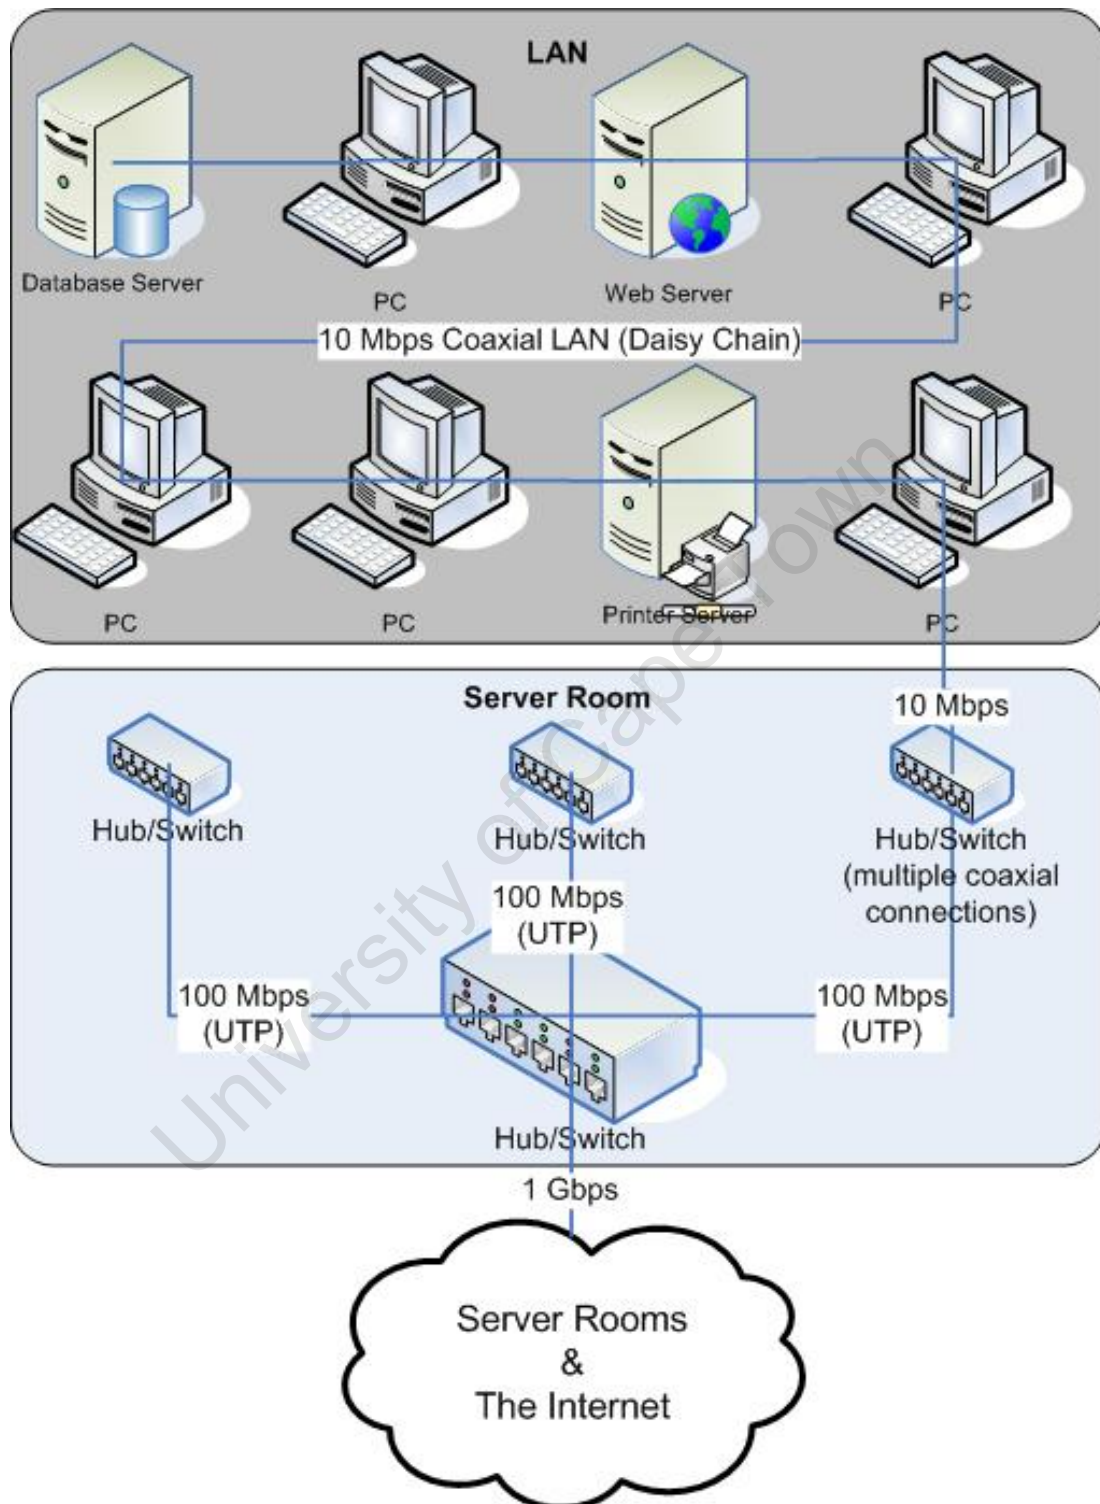 LAN
Database Server
PC
Web Server
PC
10 Mbps Coaxial LAN (Daisy Chain)
PC
PC
Printer Server
PC
Server Room
10 Mbps
Hub/Switch
Hub/Switch
Hub/Switch
(multiple coaxial
connections)
100 Mbps
(UTP)
100 Mbps
(UTP)
100 Mbps
(UTP)
Hub/Switch
1 Gbps
Server Rooms
&
The Internet
University of Cape Town